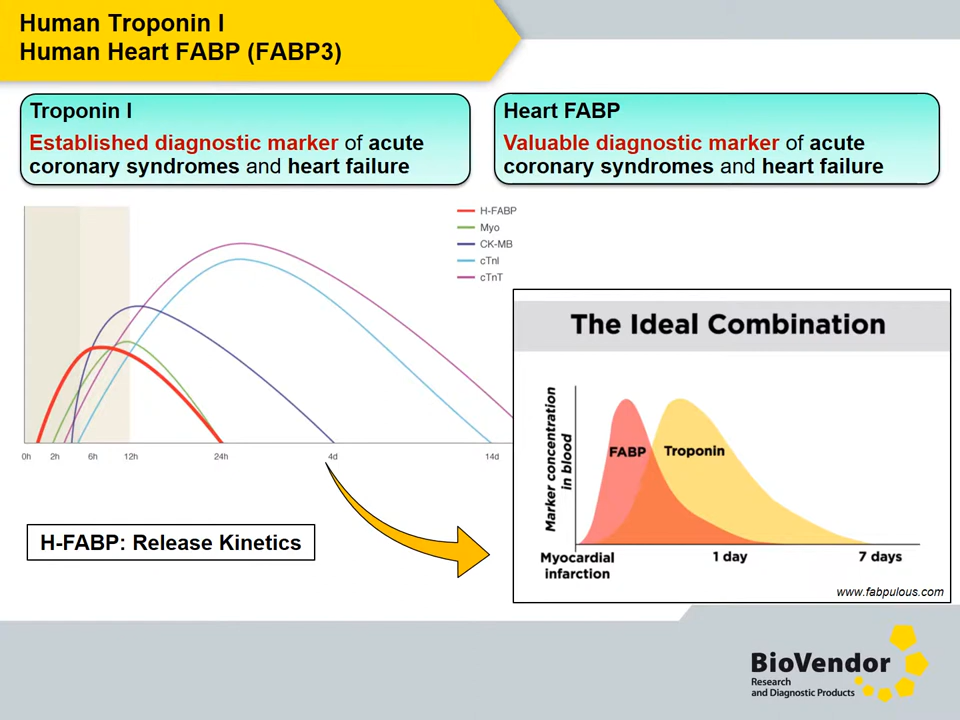 Human Troponin I
Human Heart FABP (FABP3)
Troponin I
Established diagnostic marker of acute
coronary syndromes and heart failure
Heart FABP
Valuable diagnostic marker of acute
coronary syndromes and heart failure
H-FABP
Myo
CK-MB
cTnI
cTnT
0h
2h
6h
12h
24h
4d
14d
H-FABP: Release Kinetics
The Ideal Combination
Marker concentration
in blood
FABP
Troponin
Myocardial
infarction
1 day
7 days
www.fabpulous.com
BioVendor
Research
and Diagnostic Products